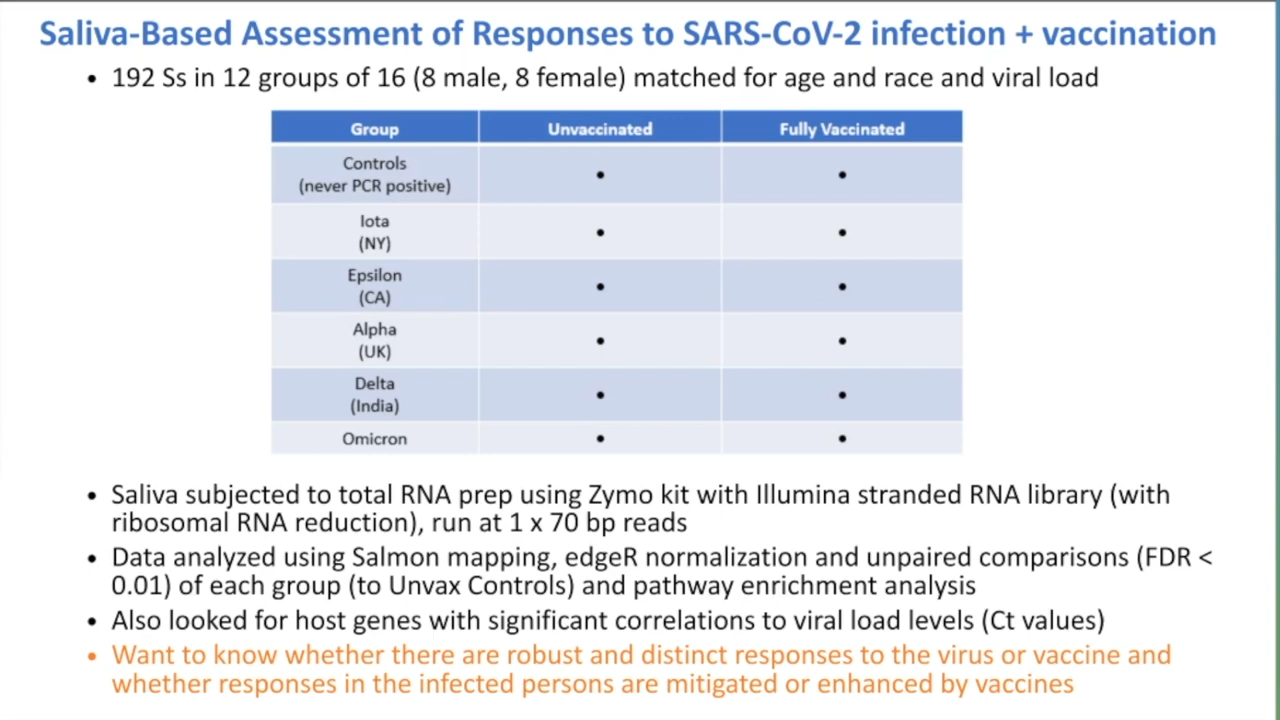 Saliva-Based Assessment of Responses to SARS-CoV-2 infection + vaccination
• 192 Ss in 12 groups of 16 (8 male, 8 female) matched for age and race and viral load
Group Unvaccinated Fully Vaccinated
Controls
(never PCR positive) • •
Iota
(NY) • •
Epsilon
(CA) • •
Alpha
(UK) • •
Delta
(India) • •
Omicron • •
• Saliva subjected to total RNA prep using Zymo kit with Illumina stranded RNA library (with
ribosomal RNA reduction), run at 1 x 70 bp reads
• Data analyzed using Salmon mapping, edgeR normalization and unpaired comparisons (FDR <
0.01) of each group (to Unvax Controls) and pathway enrichment analysis
• Also looked for host genes with significant correlations to viral load levels (Ct values)
• Want to know whether there are robust and distinct responses to the virus or vaccine and
whether responses in the infected persons are mitigated or enhanced by vaccines